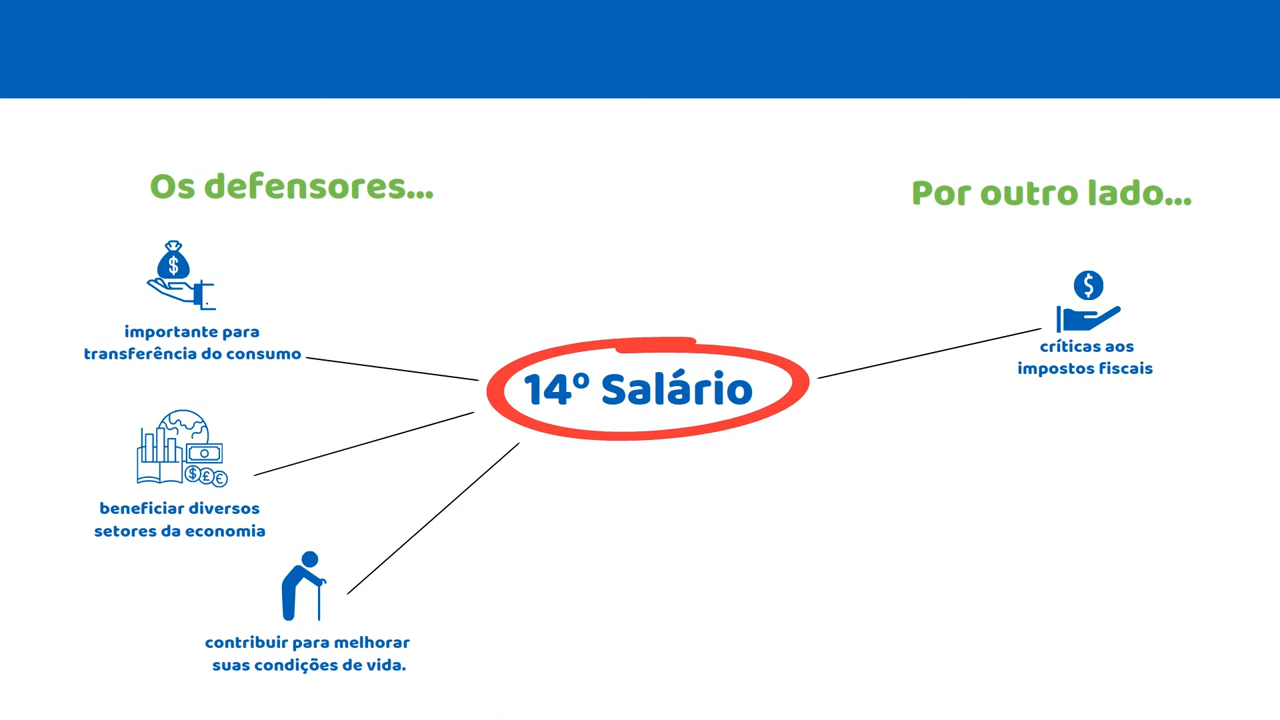 Os defensores...
importante para
transferência do consumo
beneficiar diversos
setores da economia
contribuir para melhorar
suas condições de vida.
14º Salário
Por outro lado...
críticas aos
impostos fiscais